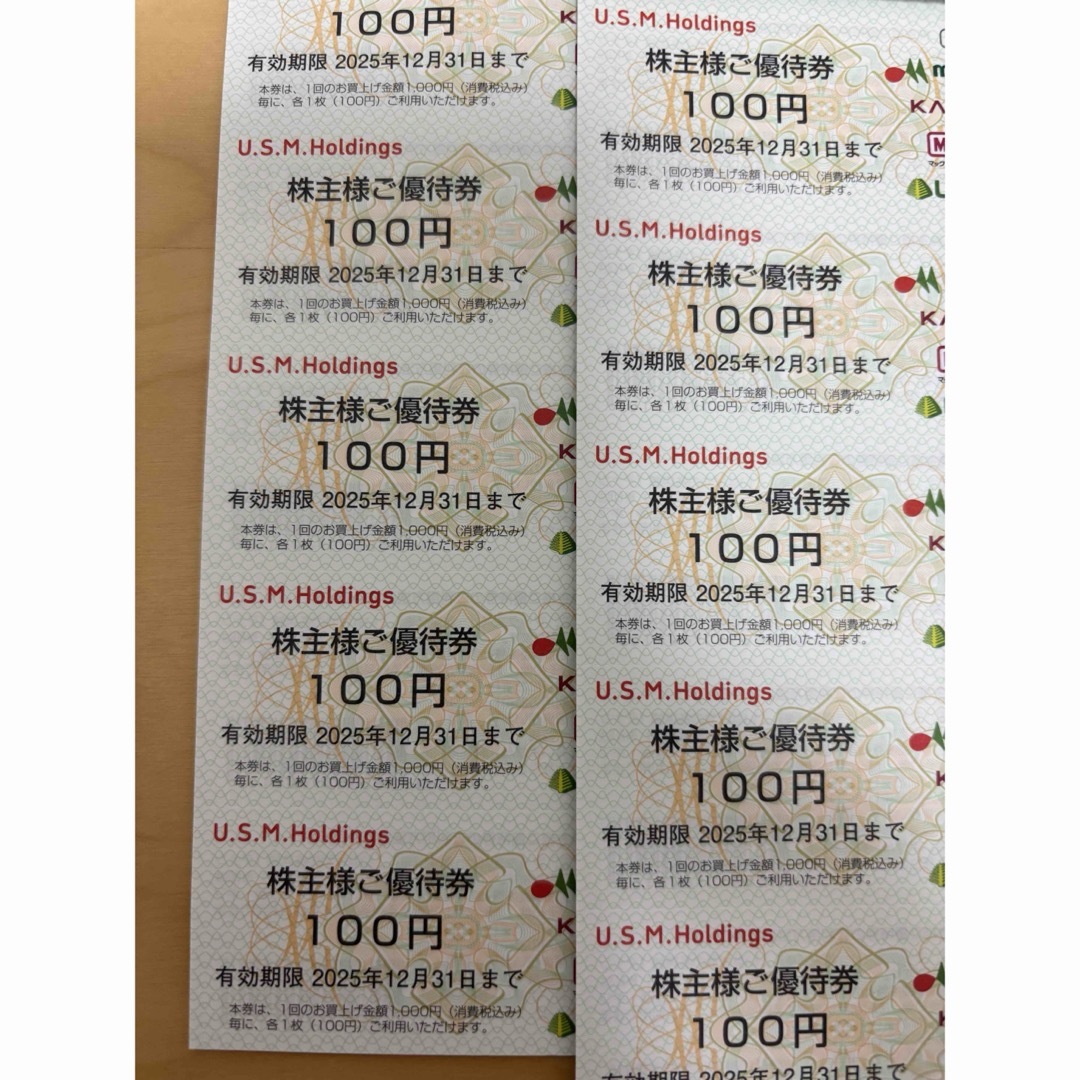 100円
有効期限 2025年12月31日まで
本券は、1回のお買上げ金額1,000円（消費税込み）
毎に、各1枚（100円）ご利用いただけます。
U.S.M.Holdings
株主様ご優待券
100円
有効期限 2025年12月31日まで
本券は、1回のお買上げ金額1,000円（消費税込み）
毎に、各1枚（100円）ご利用いただけます。
U.S.M.Holdings
株主様ご優待券
100円
有効期限 2025年12月31日まで
本券は、1回のお買上げ金額1,000円（消費税込み）
毎に、各1枚（100円）ご利用いただけます。
U.S.M.Holdings
株主様ご優待券
100円
有効期限 2025年12月31日まで
本券は、1回のお買上げ金額1,000円（消費税込み）
毎に、各1枚（100円）ご利用いただけます。
U.S.M.Holdings
株主様ご優待券
100円
有効期限 2025年12月31日まで
本券は、1回のお買上げ金額1,000円（消費税込み）
毎に、各1枚（100円）ご利用いただけます。
U.S.M.Holdings
株主様ご優待券
100円
有効期限 2025年12月31日まで
本券は、1回のお買上げ金額1,000円（消費税込み）
毎に、各1枚（100円）ご利用いただけます。
U.S.M.Holdings
株主様ご優待券
100円
有効期限 2025年12月31日まで
本券は、1回のお買上げ金額1,000円（消費税込み）
毎に、各1枚（100円）ご利用いただけます。
U.S.M.Holdings
株主様ご優待券
100円
有効期限 2025年12月31日まで
本券は、1回のお買上げ金額1,000円（消費税込み）
毎に、各1枚（100円）ご利用いただけます。
U.S.M.Holdings
株主様ご優待券
100円
有効期限 2025年12月31日まで
本券は、1回のお買上げ金額1,000円（消費税込み）
毎に、各1枚（100円）ご利用いただけます。
U.S.M.Holdings
株主様ご優待券
100円
有効期限 2025年12月31日まで